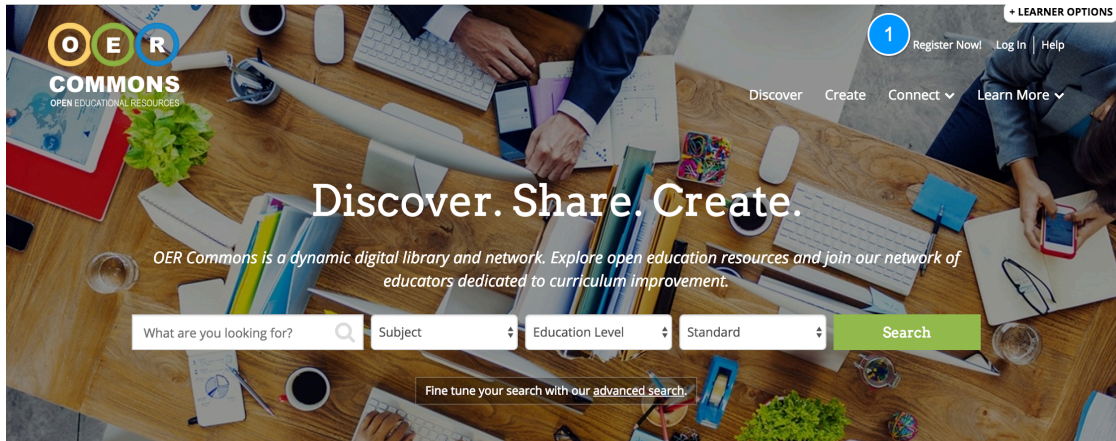 + LEARNER OPTIONS
1
Register Now! Log In | Help
O E R
COMMONS
OPEN EDUCATIONAL RESOURCES
Discover Create Connect Learn More
Discover. Share. Create.
OER Commons is a dynamic digital library and network. Explore open education resources and join our network of
educators dedicated to curriculum improvement.
What are you looking for? Subject Education Level Standard Search
Fine tune your search with our advanced search.